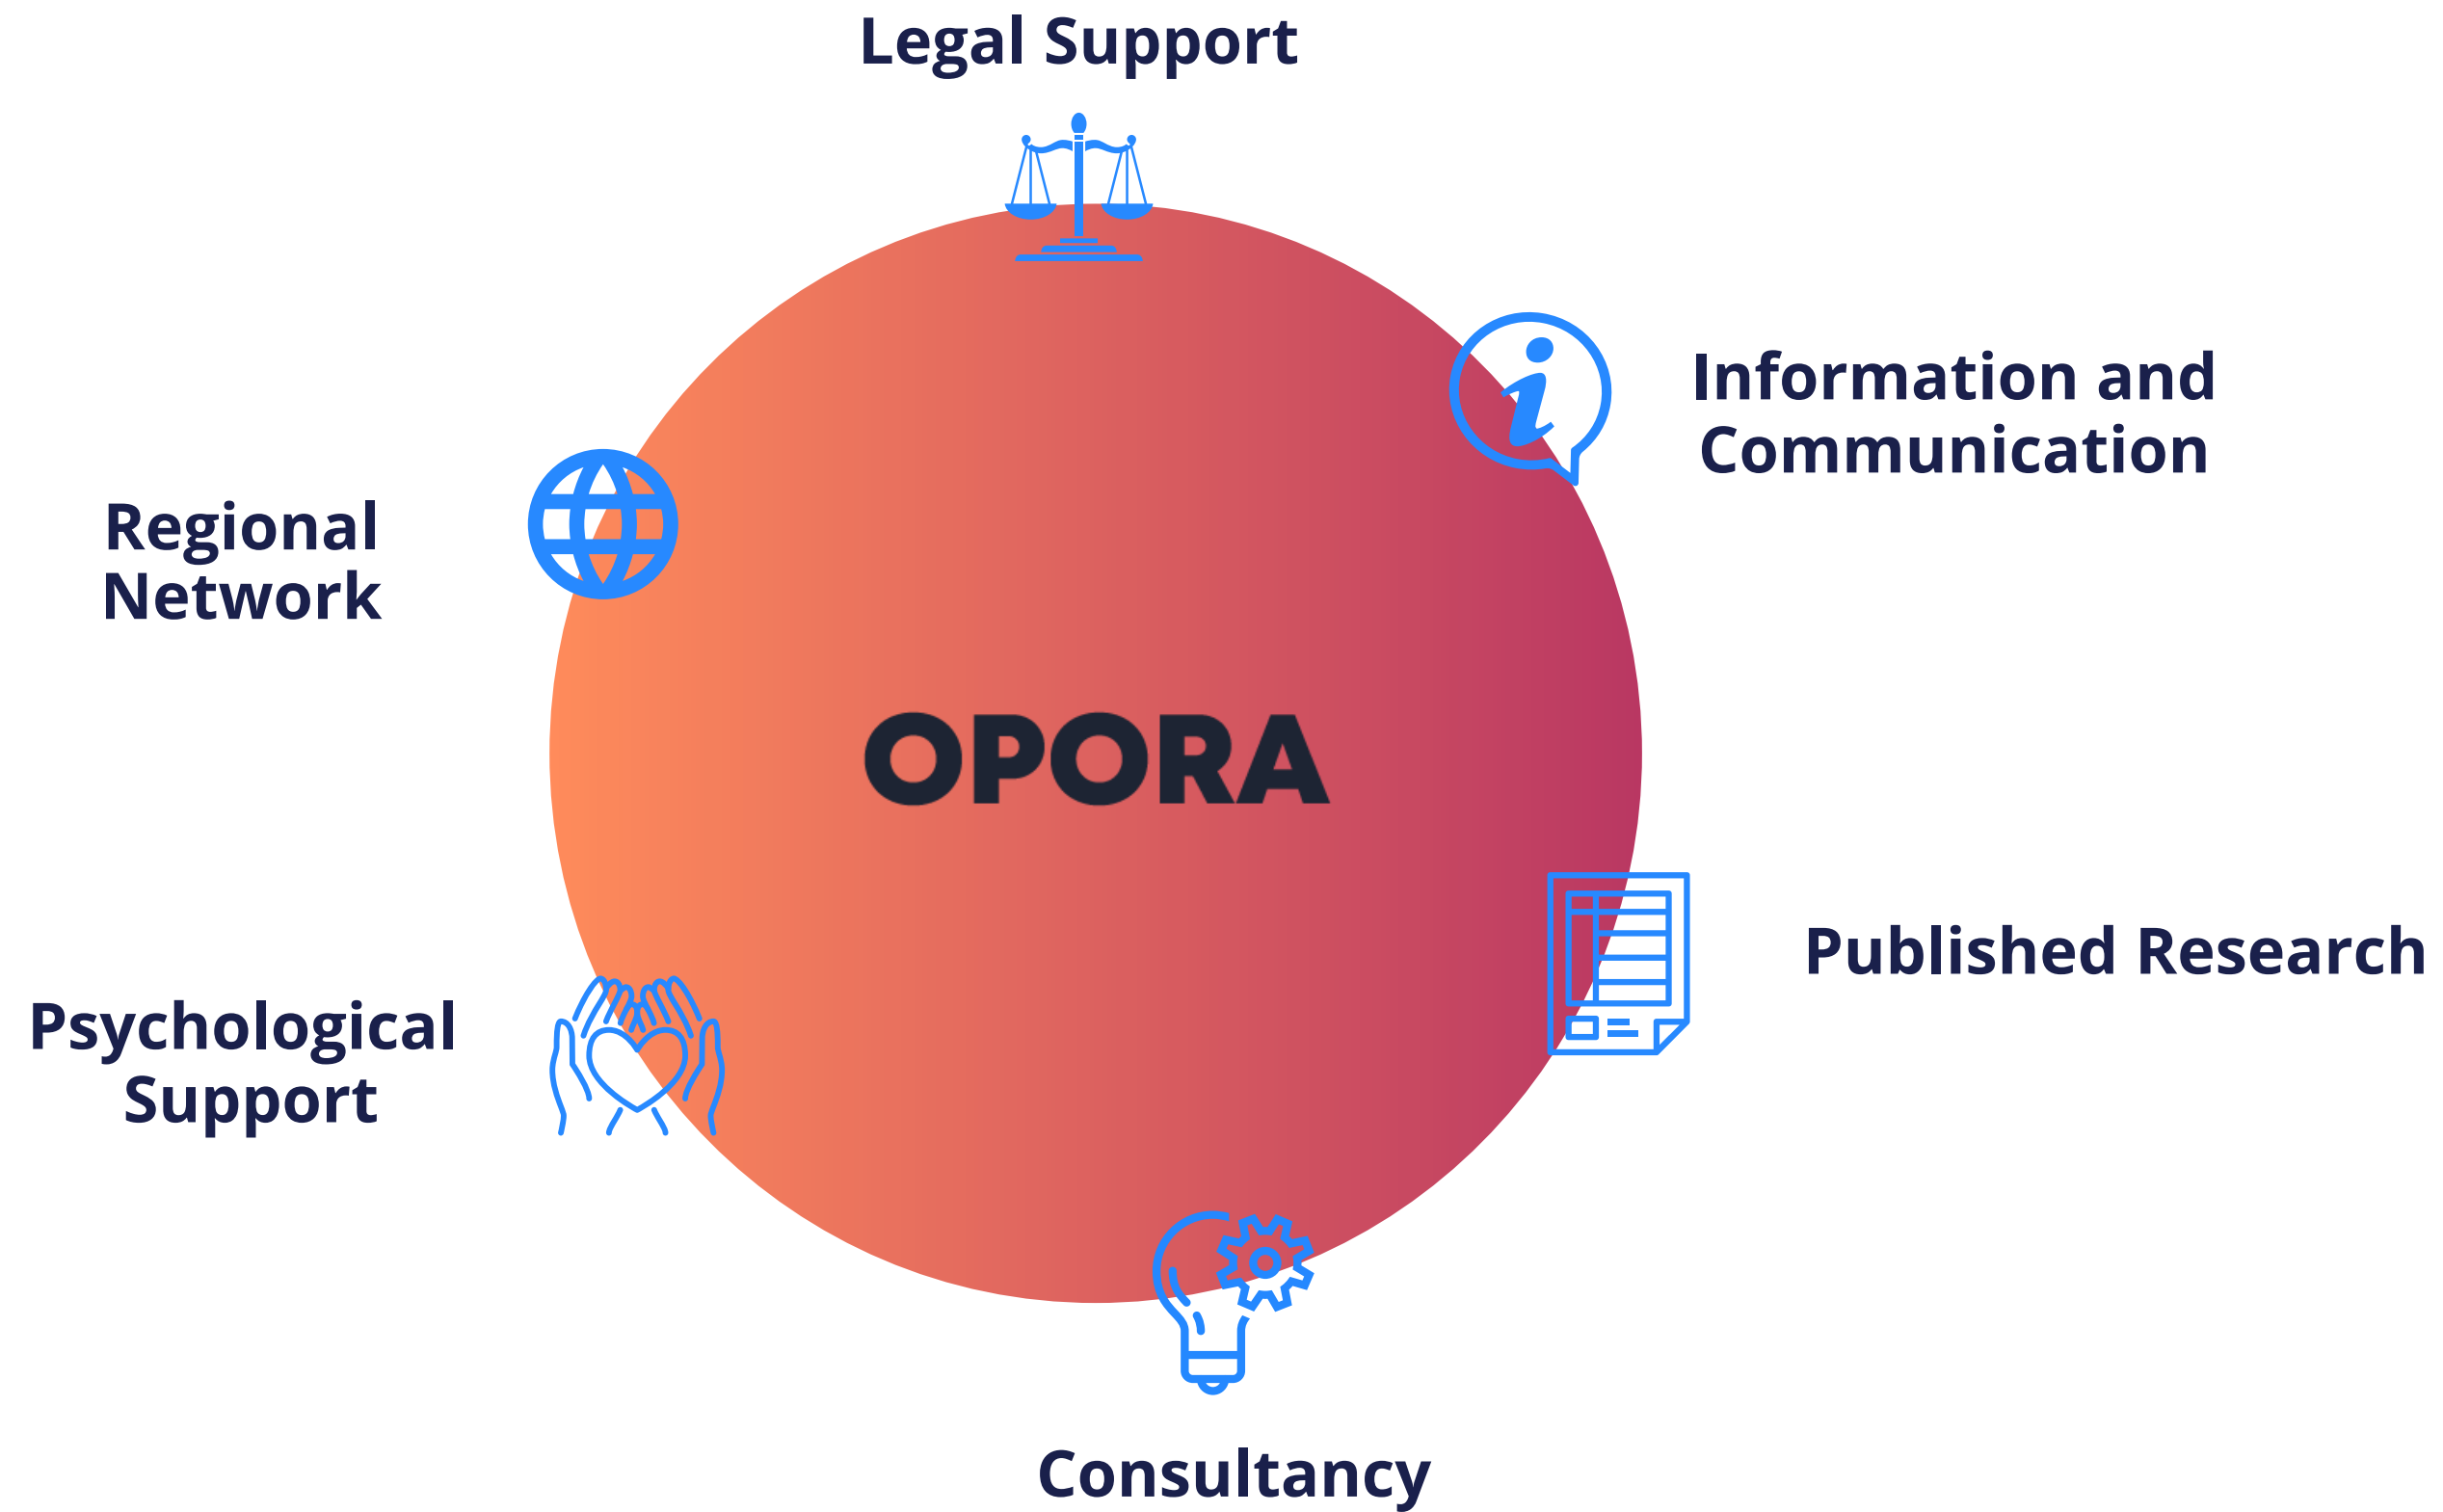 Legal Support
Information and
Communication
Regional
Network
OPORA
Published Research
Psychological
Support
Consultancy